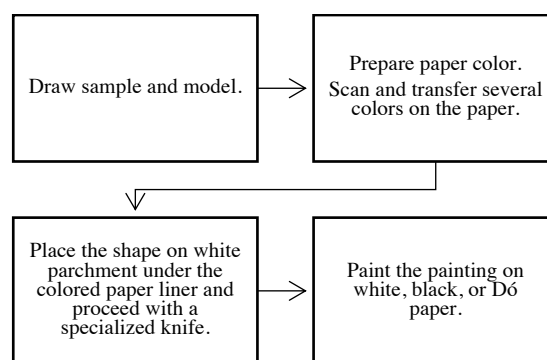 Draw sample and model.
Prepare paper color.
Scan and transfer several
colors on the paper.
Place the shape on white
parchment under the
colored paper liner and
proceed with a
specialized knife.
Paint the painting on
white, black, or Dó
paper.